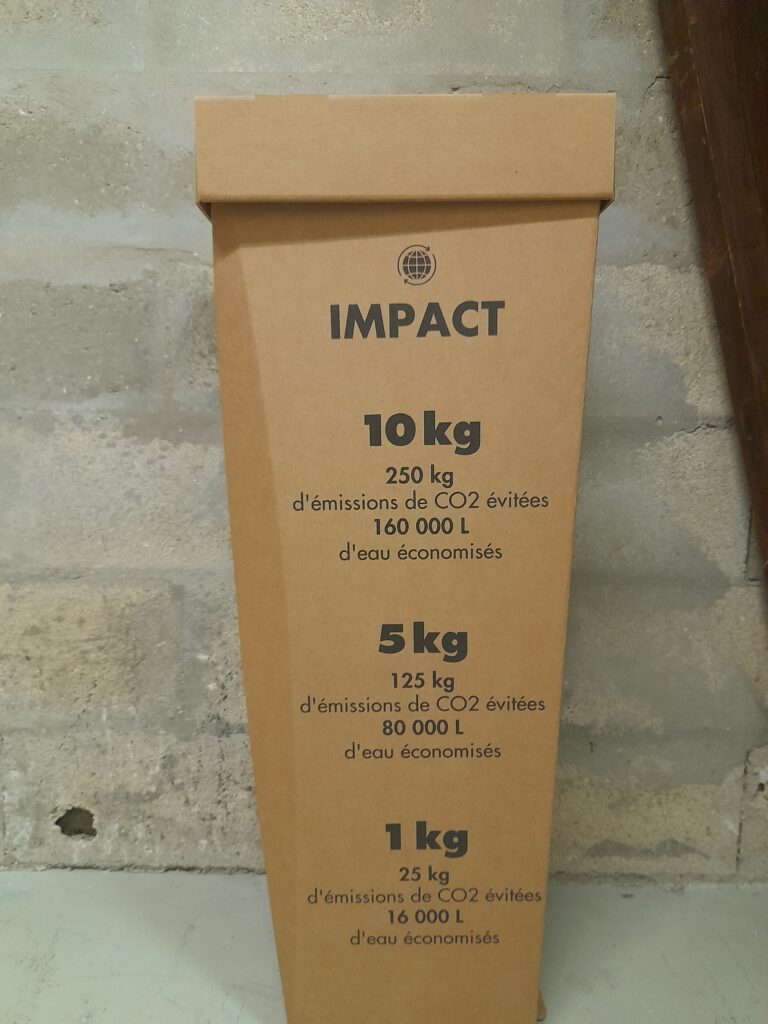 IMPACT
10 kg
250 kg
d'émissions de CO2 évitées
160 000 L
d'eau économisés
5 kg
125 kg
d'émissions de CO2 évitées
80 000 L
d'eau économisés
1 kg
25 kg
d'émissions de CO2 évitées
16 000 L
d'eau économisés